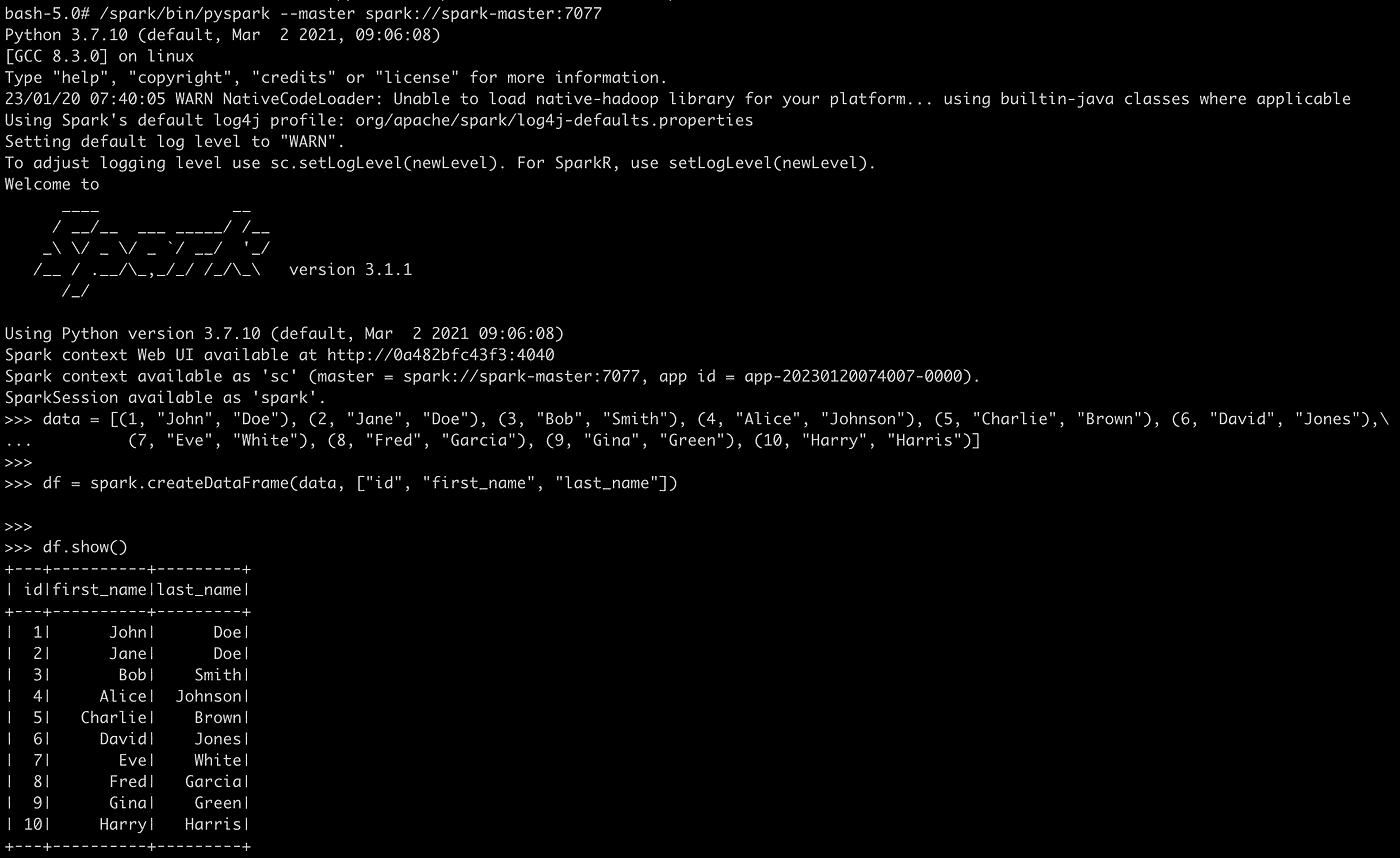 bash-5.0# /spark/bin/pyspark --master spark://spark-master:7077
Python 3.7.10 (default, Mar  2 2021, 09:06:08)
[GCC 8.3.0] on linux
Type "help", "copyright", "credits" or "license" for more information.
23/01/20 07:40:05 WARN NativeCodeLoader: Unable to load native-hadoop library for your platform... using builtin-java classes where applicable
Using Spark's default log4j profile: org/apache/spark/log4j-defaults.properties
Setting default log level to "WARN".
To adjust logging level use sc.setLogLevel(newLevel). For SparkR, use setLogLevel(newLevel).
Welcome to
      ____              __
     / __/__  ___ _____/ /__
    _\ \/ _ \/ _ `/ __/  '_/
   /__ / .__/\_,_/_/ /_/\_\   version 3.1.1
      /_/
Using Python version 3.7.10 (default, Mar  2 2021 09:06:08)
Spark context Web UI available at http://0a482bfc43f3:4040
Spark context available as 'sc' (master = spark://spark-master:7077, app id = app-20230120074007-0000).
SparkSession available as 'spark'.
>>> data = [(1, "John", "Doe"), (2, "Jane", "Doe"), (3, "Bob", "Smith"), (4, "Alice", "Johnson"), (5, "Charlie", "Brown"), (6, "David", "Jones"),\
...          (7, "Eve", "White"), (8, "Fred", "Garcia"), (9, "Gina", "Green"), (10, "Harry", "Harris")]
>>>
>>> df = spark.createDataFrame(data, ["id", "first_name", "last_name"])
>>>
>>> df.show()
+---+----------+---------+
| id|first_name|last_name|
+---+----------+---------+
|  1|      John|      Doe|
|  2|      Jane|      Doe|
|  3|       Bob|    Smith|
|  4|     Alice|  Johnson|
|  5|   Charlie|    Brown|
|  6|     David|    Jones|
|  7|       Eve|    White|
|  8|      Fred|   Garcia|
|  9|      Gina|    Green|
| 10|     Harry|   Harris|
+---+----------+---------+